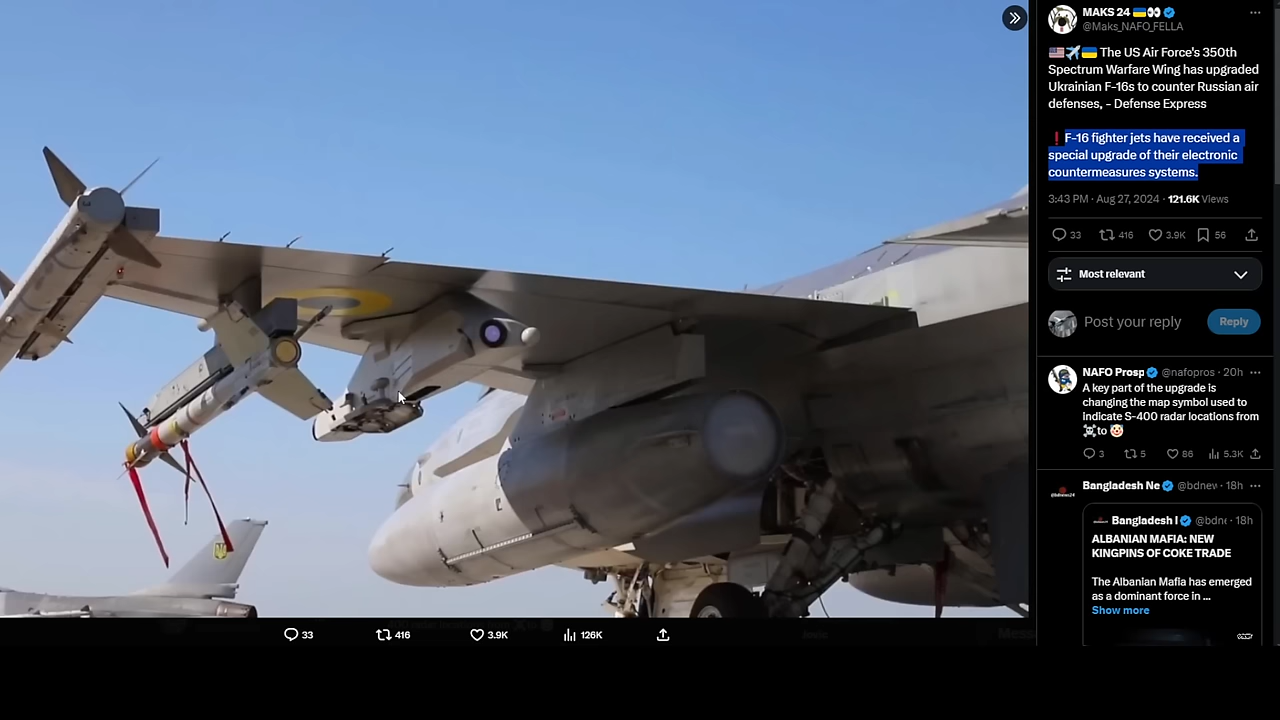 MAKS 24 🇺🇦👀
@Maks_NAFO_FELLA
🇺🇸✈️🇺🇦 The US Air Force's 350th
Spectrum Warfare Wing has upgraded
Ukrainian F-16s to counter Russian air
defenses, - Defense Express
❗F-16 fighter jets have received a
special upgrade of their electronic
countermeasures systems.
3:43 PM · Aug 27, 2024 · 121.6K Views
33 416 3.9K 56
Most relevant
Post your reply Reply
NAFO Prosp @nafopros · 20h
A key part of the upgrade is
changing the map symbol used to
indicate S-400 radar locations from
☠️to 🤡
3 5 86 5.3K
Bangladesh Ne @bdnew · 18h
Bangladesh I @bdn · 18h
ALBANIAN MAFIA: NEW
KINGPINS OF COKE TRADE
The Albanian Mafia has emerged
as a dominant force in ...
Show more
33 416 3.9K 126K